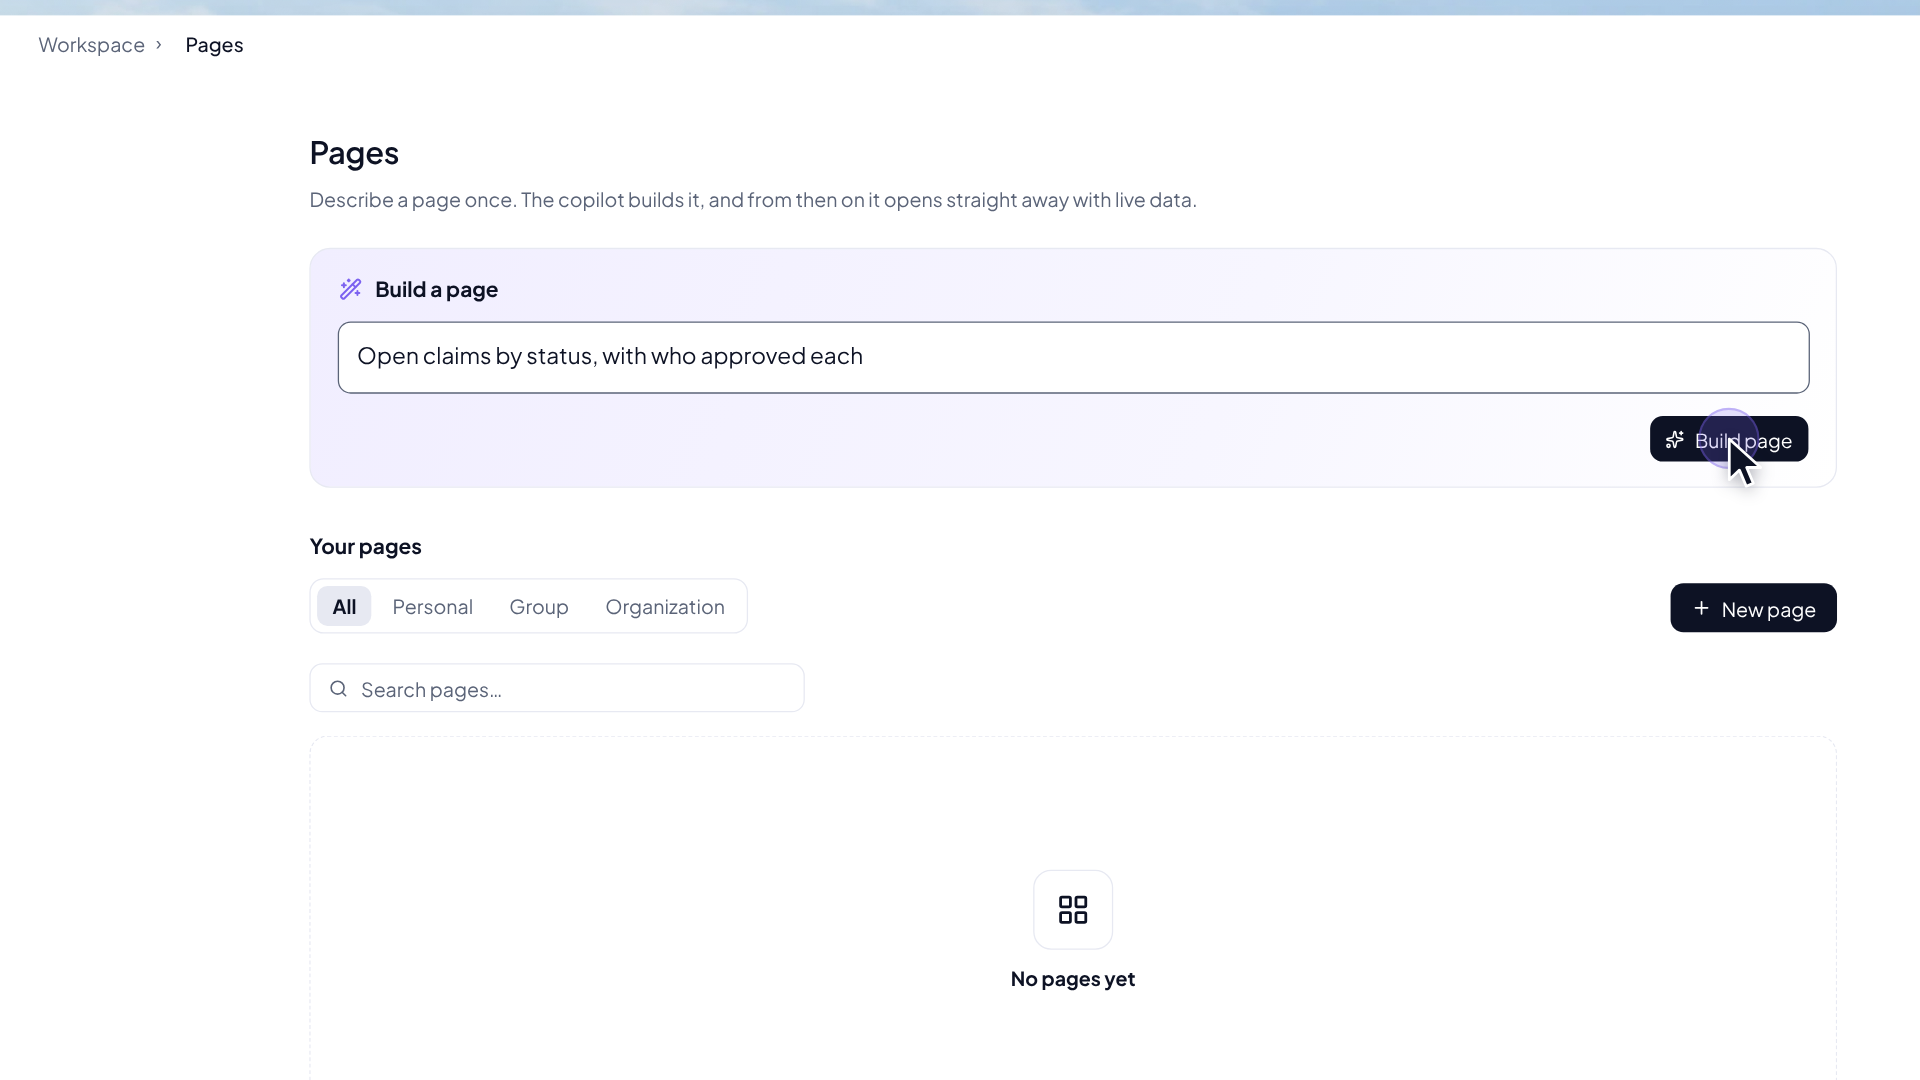 Workspace › Pages
Pages
Describe a page once. The copilot builds it, and from then on it opens straight away with live data.
Build a page
Open claims by status, with who approved each
Build page
Your pages
All Personal Group Organization
New page
Search pages...
No pages yet